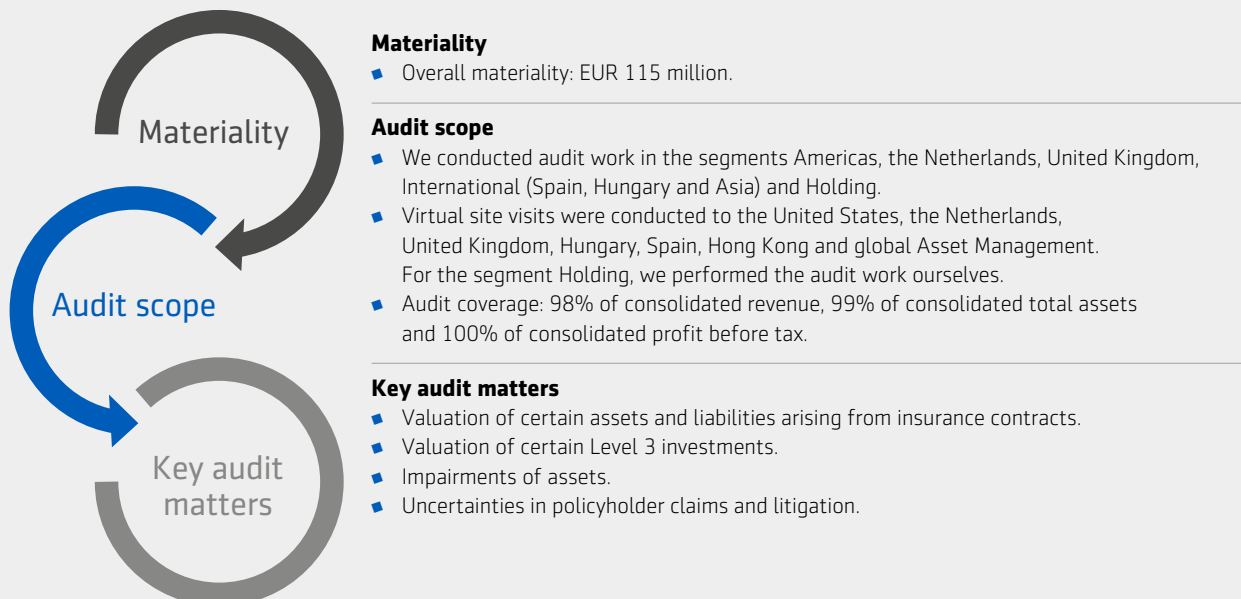 Materiality
Materiality
◆ Overall materiality: EUR 115 million.
Audit scope
Audit scope
◆ We conducted audit work in the segments Americas, the Netherlands, United Kingdom,
International (Spain, Hungary and Asia) and Holding.
◆ Virtual site visits were conducted to the United States, the Netherlands,
United Kingdom, Hungary, Spain, Hong Kong and global Asset Management.
For the segment Holding, we performed the audit work ourselves.
◆ Audit coverage: 98% of consolidated revenue, 99% of consolidated total assets
and 100% of consolidated profit before tax.
Key audit
matters
Key audit matters
◆ Valuation of certain assets and liabilities arising from insurance contracts.
◆ Valuation of certain Level 3 investments.
◆ Impairments of assets.
◆ Uncertainties in policyholder claims and litigation.